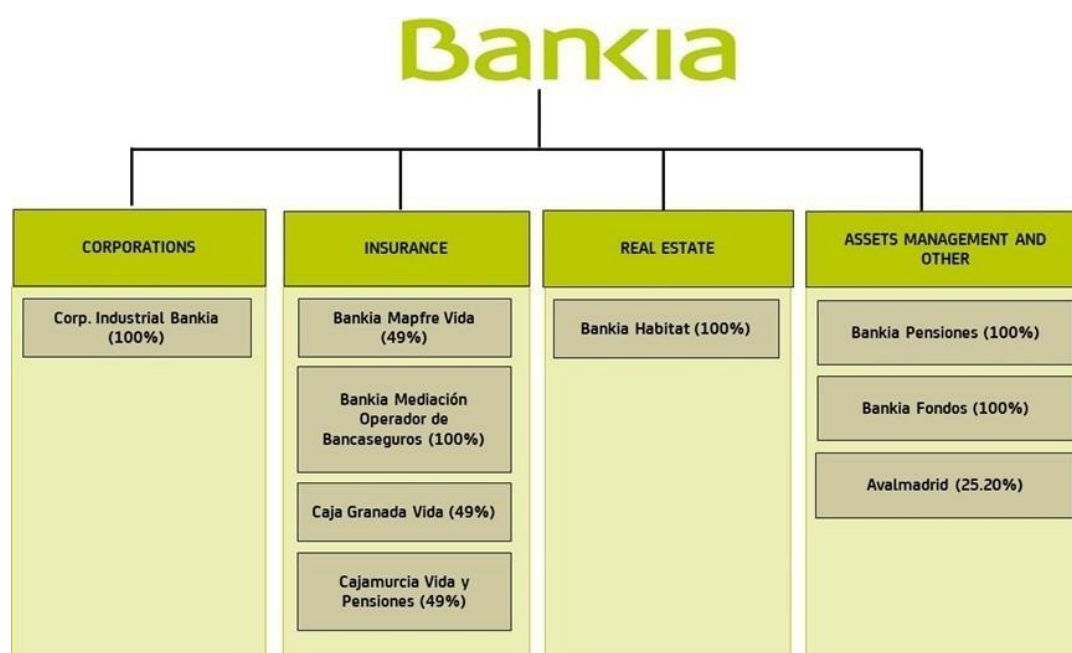 Bankia
CORPORATIONS
Corp. Industrial Bankia
(100%)
INSURANCE
Bankia Mapfre Vida
(49%)
Bankia Mediación
Operador de
Bancaseguros (100%)
Caja Granada Vida (49%)
Cajamurcia Vida y
Pensiones (49%)
REAL ESTATE
Bankia Habitat (100%)
ASSETS MANAGEMENT AND
OTHER
Bankia Pensiones (100%)
Bankia Fondos (100%)
Avalmadrid (25.20%)